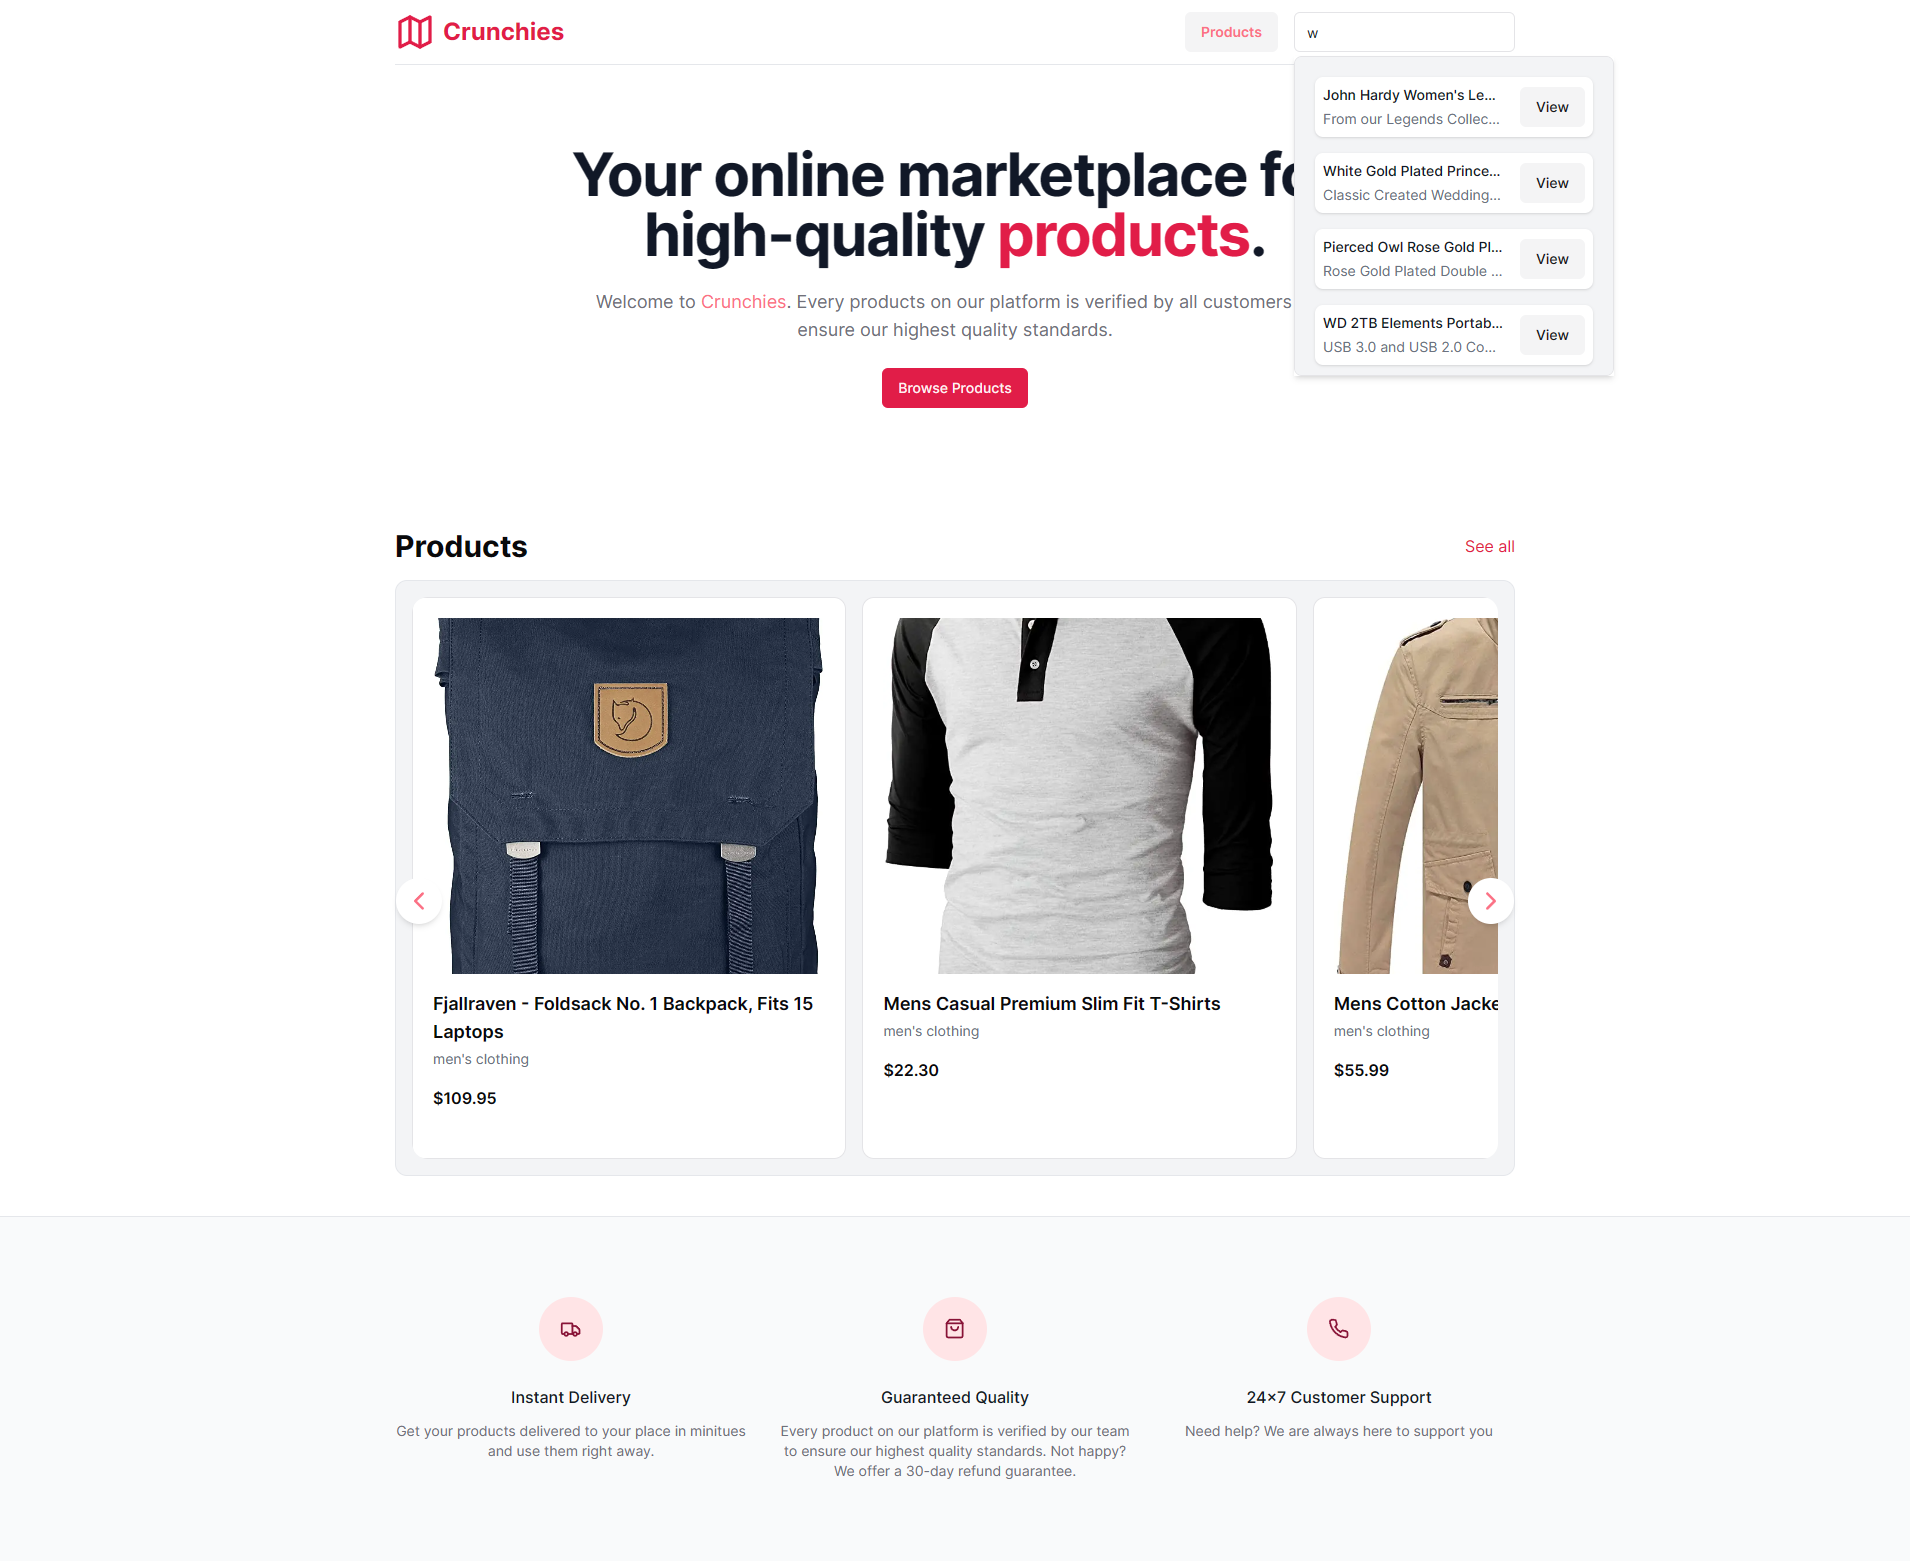 Crunchies
Products
w
John Hardy Women's Le...
From our Legends Collec...
View
White Gold Plated Prince...
Classic Created Wedding...
View
Pierced Owl Rose Gold Pl...
Rose Gold Plated Double ...
View
WD 2TB Elements Portab...
USB 3.0 and USB 2.0 Co...
View
Your online marketplace fo
high-quality products.
Welcome to Crunchies. Every products on our platform is verified by all customers
ensure our highest quality standards.
Browse Products
Products
See all
Fjallraven - Foldsack No. 1 Backpack, Fits 15
Laptops
men's clothing
$109.95
Mens Casual Premium Slim Fit T-Shirts
men's clothing
$22.30
Mens Cotton Jacke
men's clothing
$55.99
Instant Delivery
Get your products delivered to your place in minitues
and use them right away.
Guaranteed Quality
Every product on our platform is verified by our team
to ensure our highest quality standards. Not happy?
We offer a 30-day refund guarantee.
24×7 Customer Support
Need help? We are always here to support you